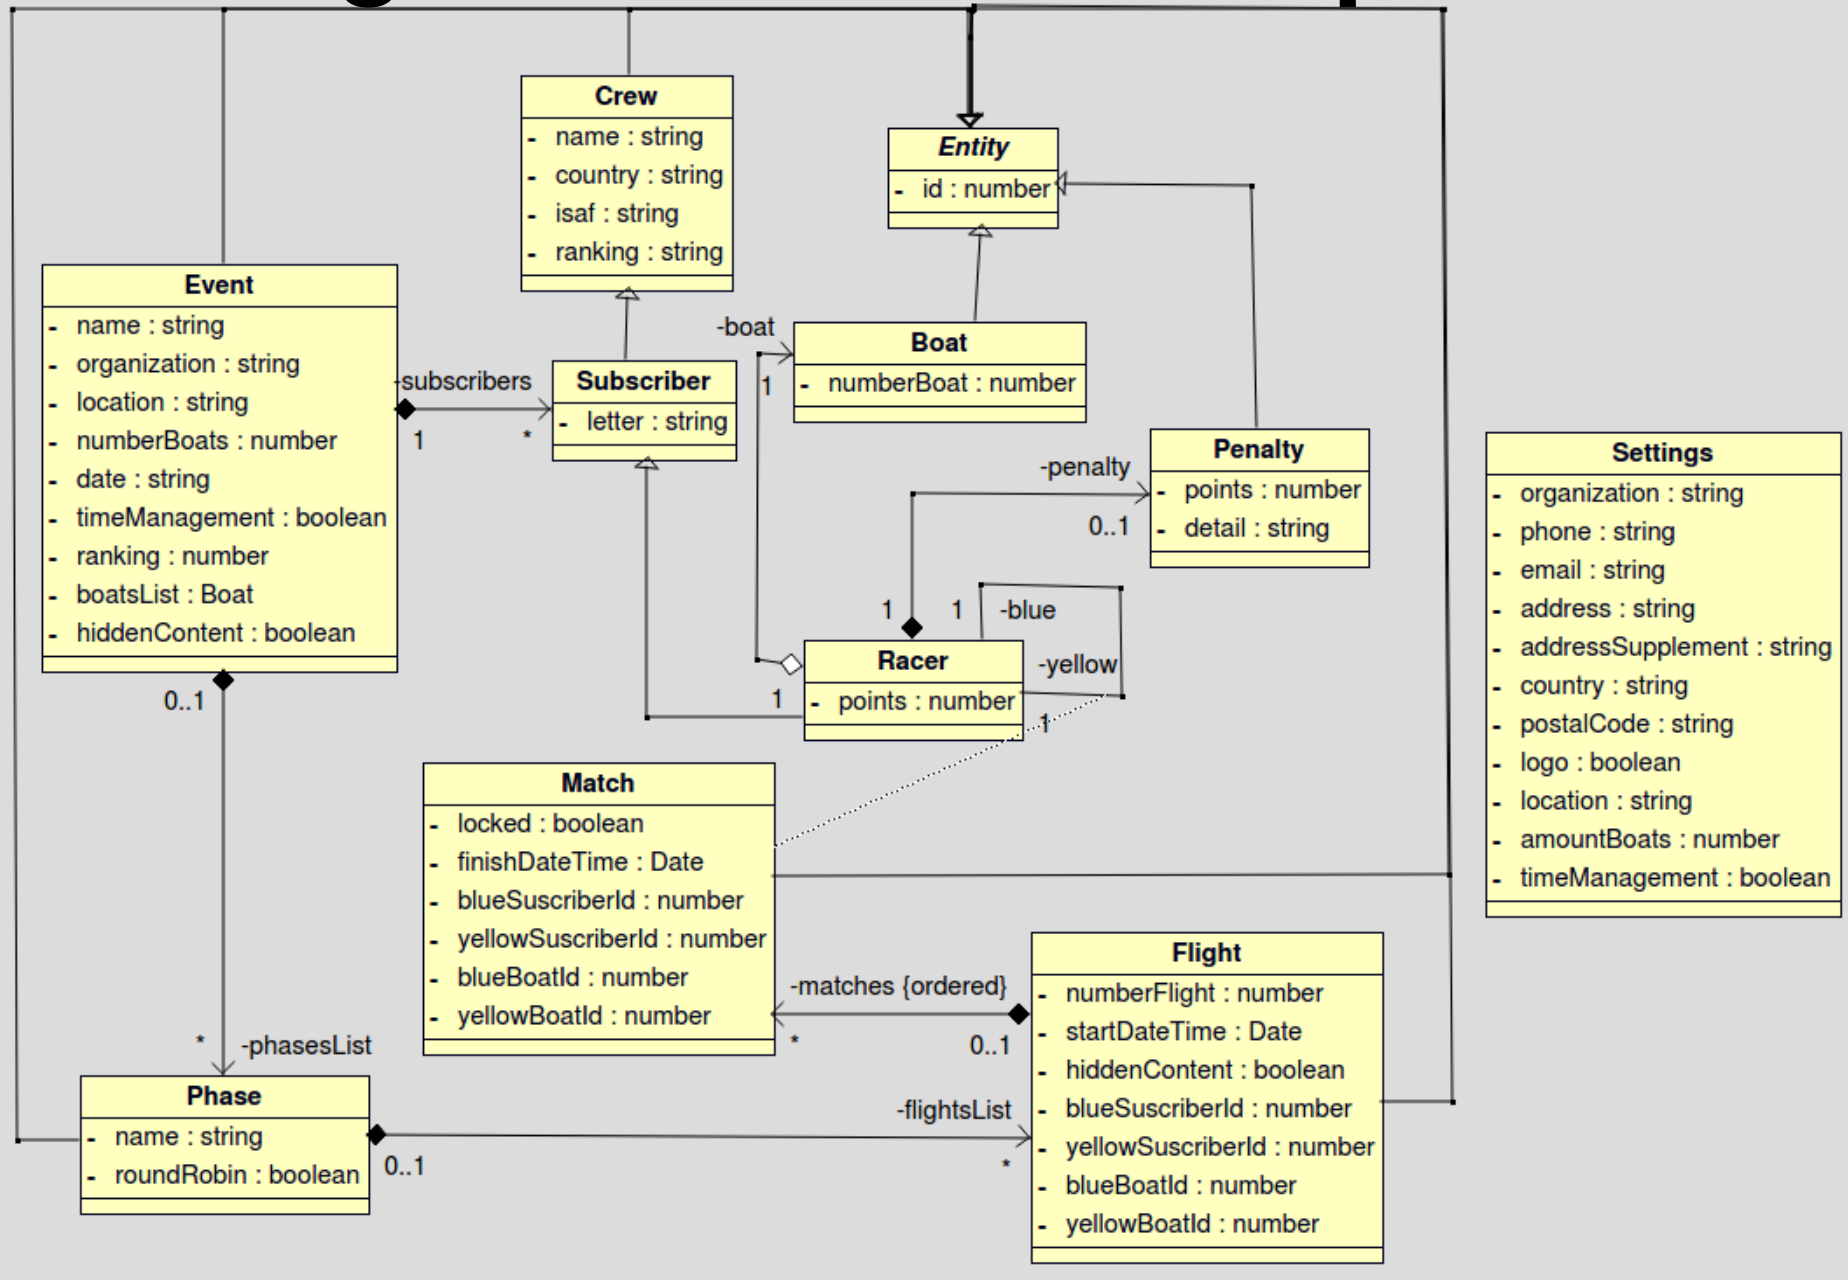 Crew
- name : string
- country : string
- isaf : string
- ranking : string
Entity
- id : number
Event
- name : string
- organization : string
- location : string
- numberBoats : number
- date : string
- timeManagement : boolean
- ranking : number
- boatsList : Boat
- hiddenContent : boolean
-subscribers
1
*
Subscriber
- letter : string
-boat
1
Boat
- numberBoat : number
-penalty
0..1
Penalty
- points : number
- detail : string
Settings
- organization : string
- phone : string
- email : string
- address : string
- addressSupplement : string
- country : string
- postalCode : string
- logo : boolean
- location : string
- amountBoats : number
- timeManagement : boolean
1
1
-blue
-yellow
1
1
Racer
- points : number
0..1
*
-phasesList
Match
- locked : boolean
- finishDateTime : Date
- blueSuscriberId : number
- yellowSuscriberId : number
- blueBoatId : number
- yellowBoatId : number
-matches {ordered}
*
0..1
Flight
- numberFlight : number
- startDateTime : Date
- hiddenContent : boolean
- blueSuscriberId : number
- yellowSuscriberId : number
- blueBoatId : number
- yellowBoatId : number
Phase
- name : string
- roundRobin : boolean
0..1
-flightsList
*